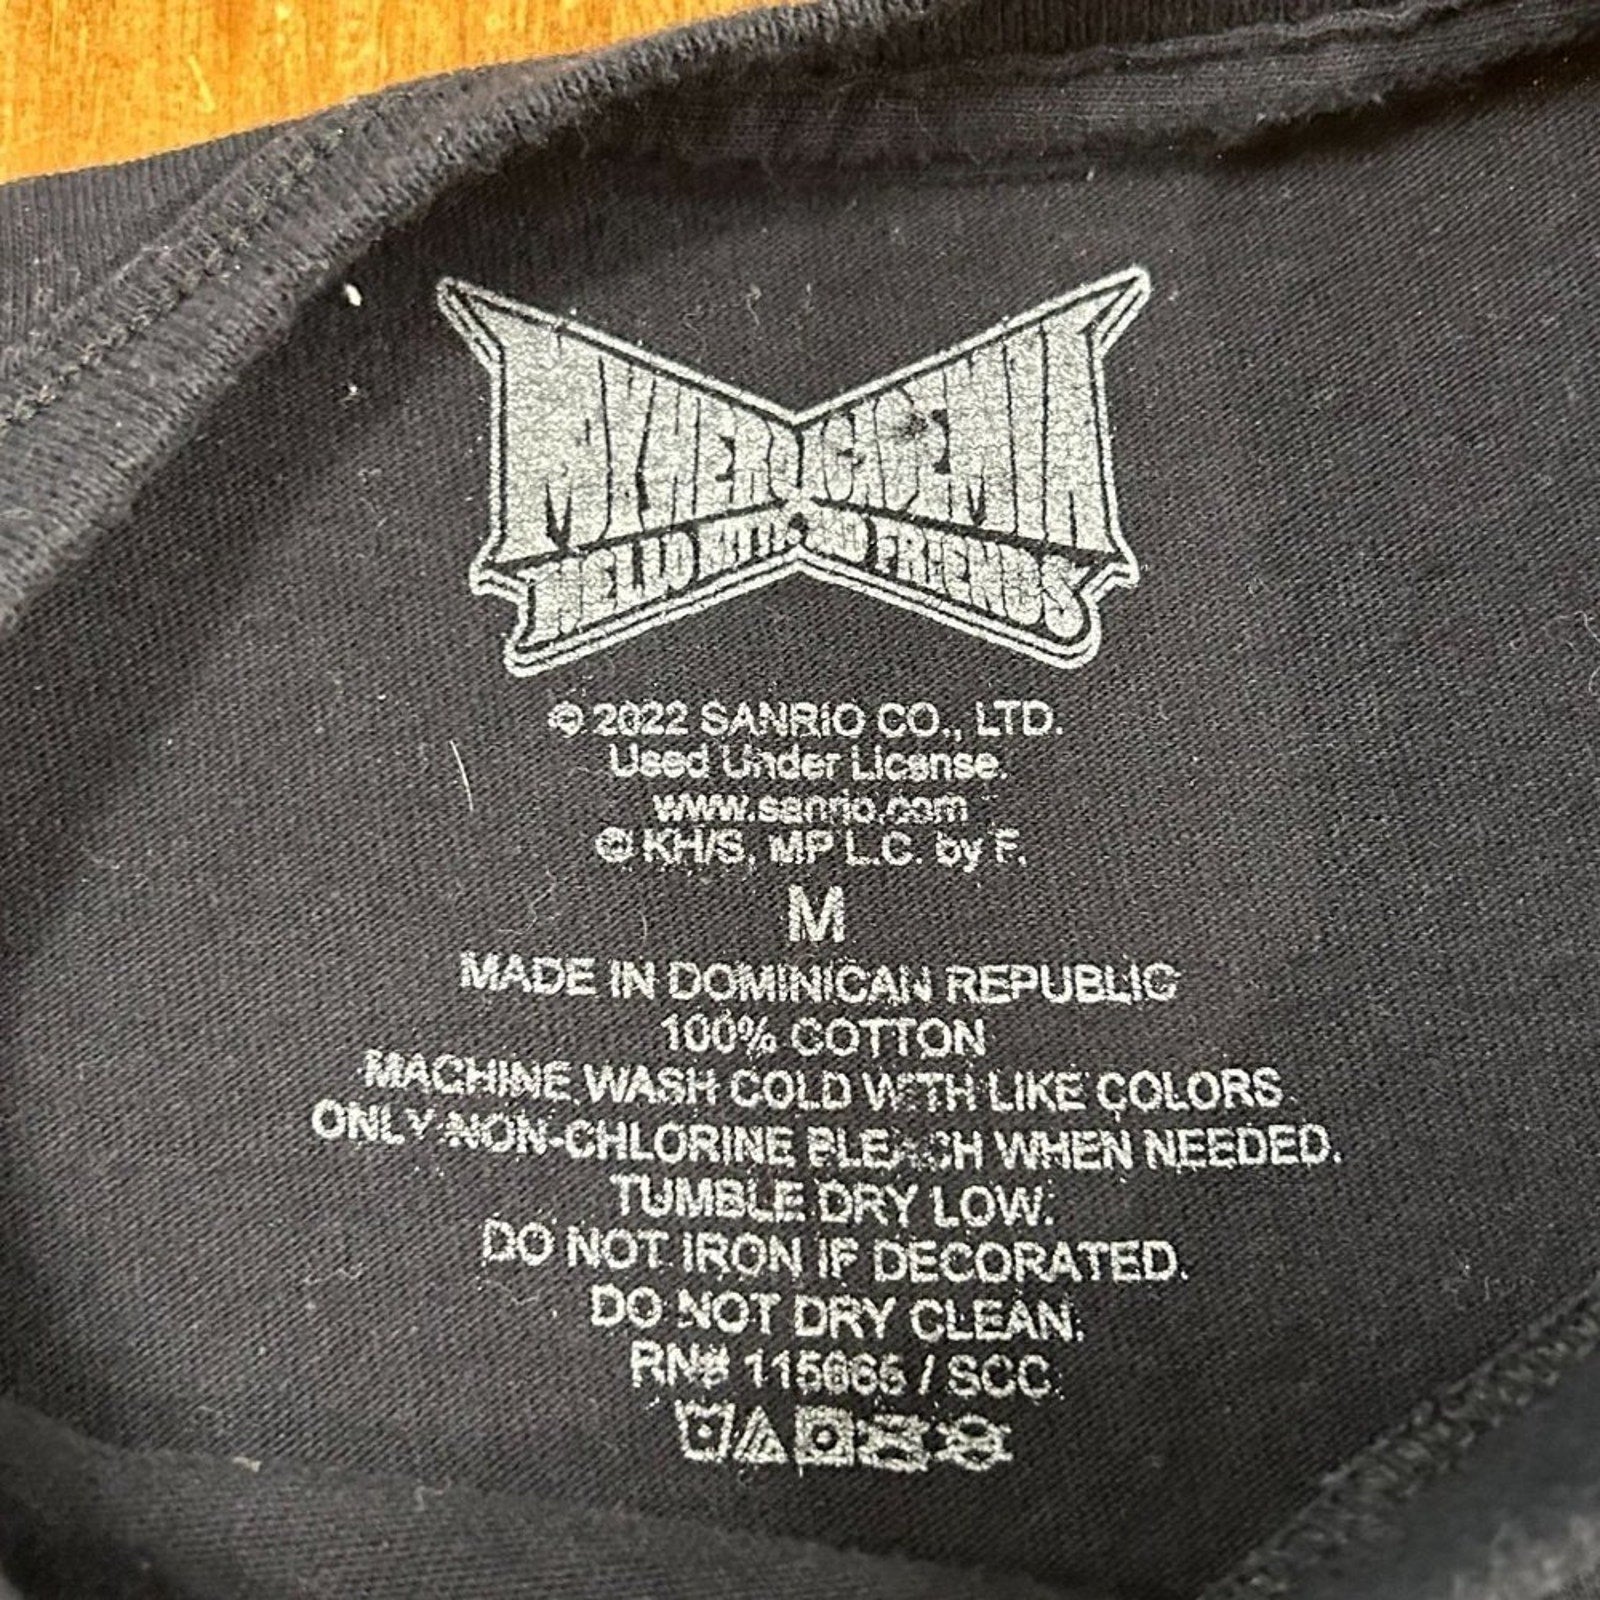 MY HERO ACADEMIA
HELLO KITTY AND FRIENDS
© 2022 SANRIO CO., LTD.
Used Under License.
www.sanrio.com
© KH/S, MP L.C. by F.
M
MADE IN DOMINICAN REPUBLIC
100% COTTON
MACHINE WASH COLD WITH LIKE COLORS.
ONLY NON-CHLORINE BLEACH WHEN NEEDED.
TUMBLE DRY LOW.
DO NOT IRON IF DECORATED.
DO NOT DRY CLEAN.
RN# / SCC